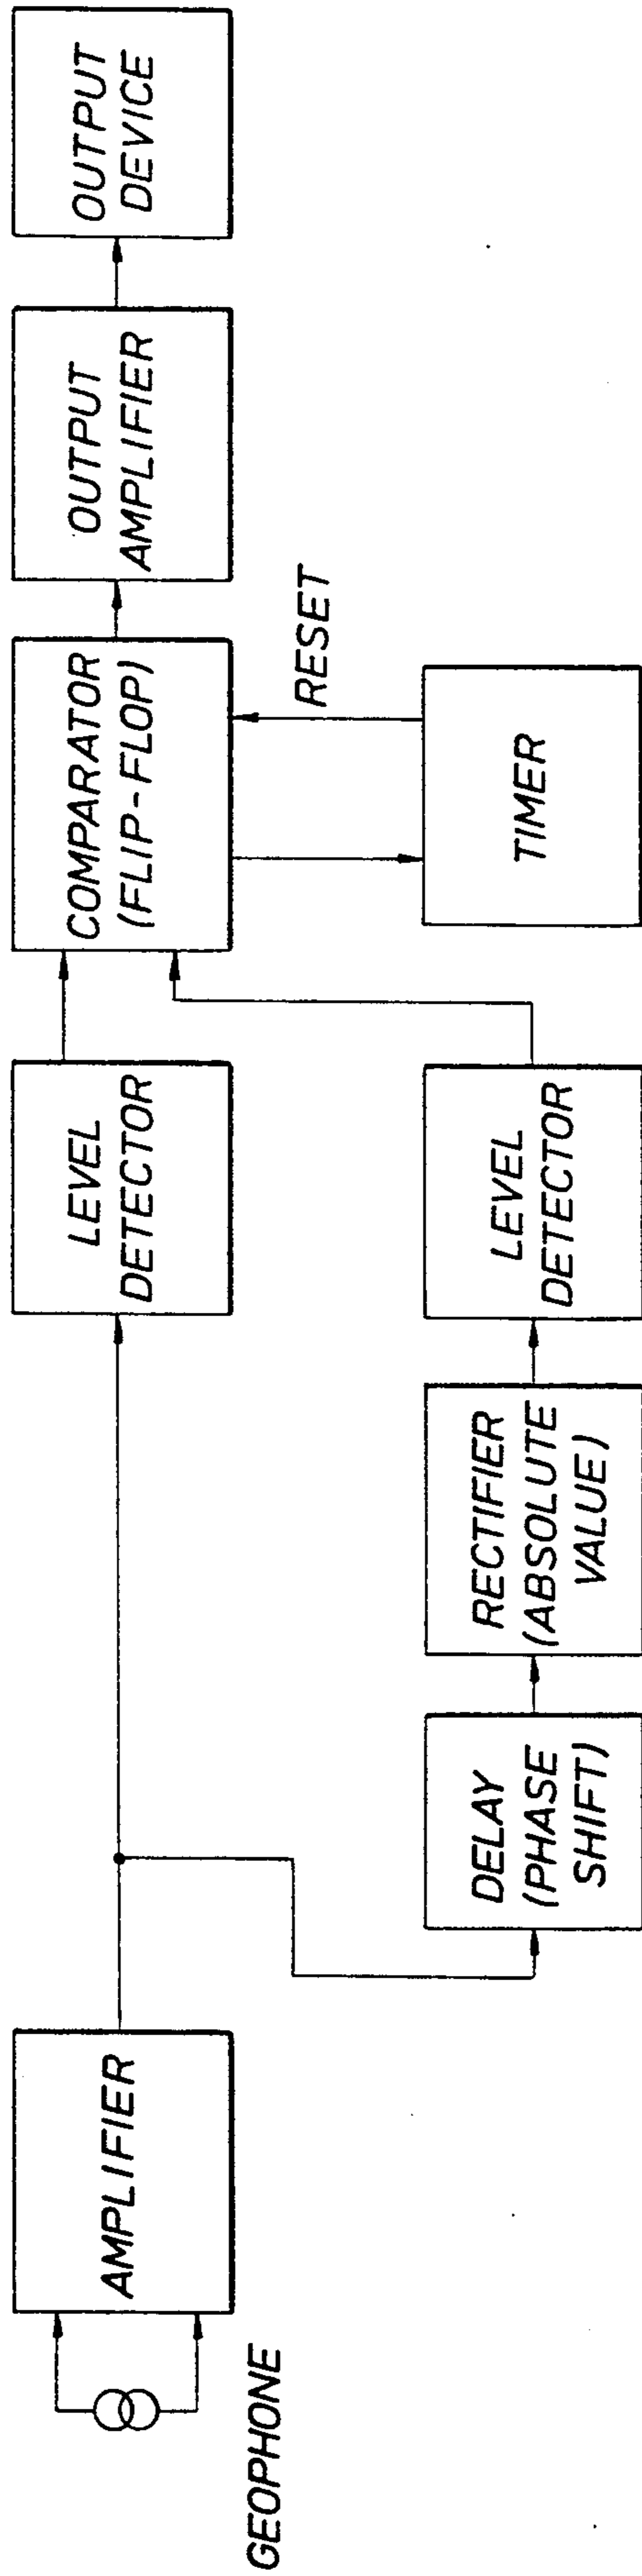 GEOPHONE
AMPLIFIER
LEVEL
DETECTOR
COMPARATOR
(FLIP-FLOP)
OUTPUT
AMPLIFIER
OUTPUT
DEVICE
DELAY
(PHASE
SHIFT)
RECTIFIER
(ABSOLUTE
VALUE)
LEVEL
DETECTOR
TIMER
RESET